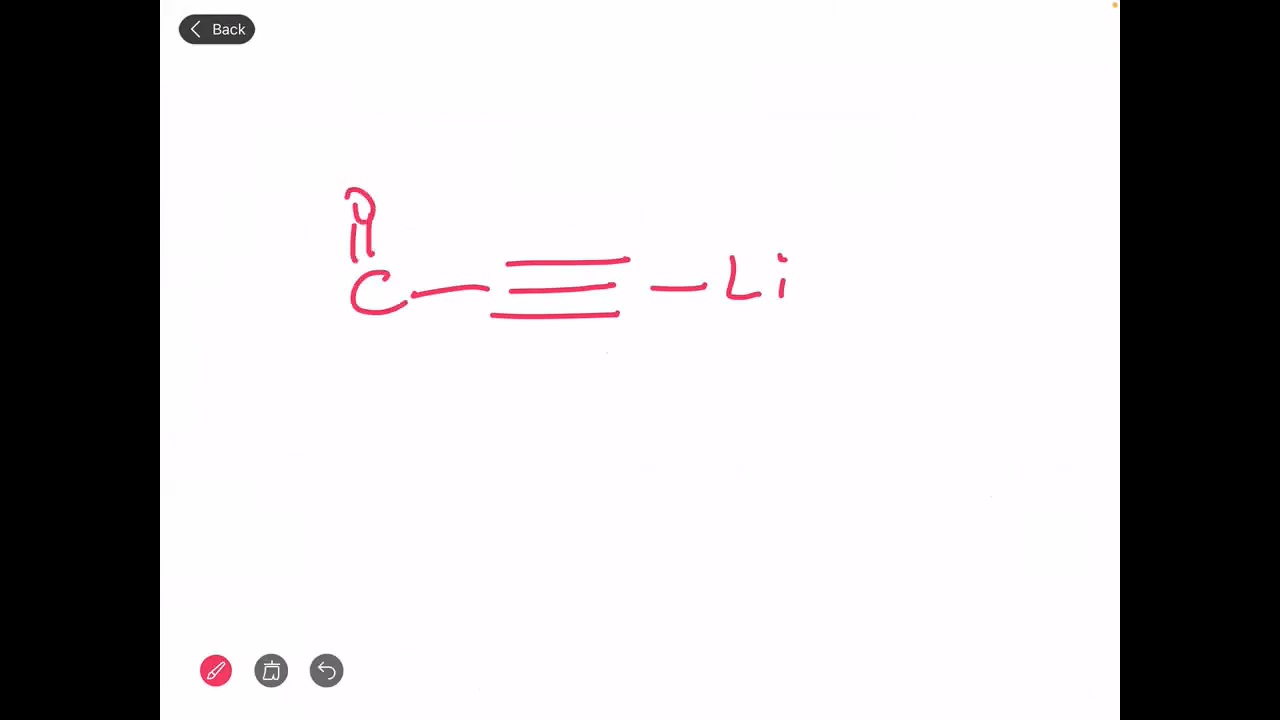 Back
O
C — ≡ — Li